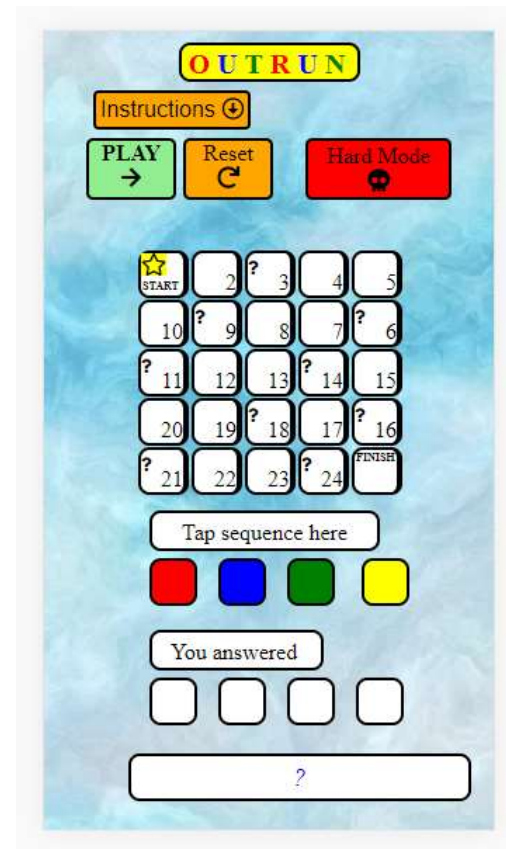 OUTRUN
Instructions
PLAY Reset Hard Mode
START 2 ? 3 4 5
10 ? 9 8 7 ? 6
? 11 12 13 ? 14 15
20 19 ? 18 17 ? 16
? 21 22 23 ? 24 FINISH
Tap sequence here
You answered
?